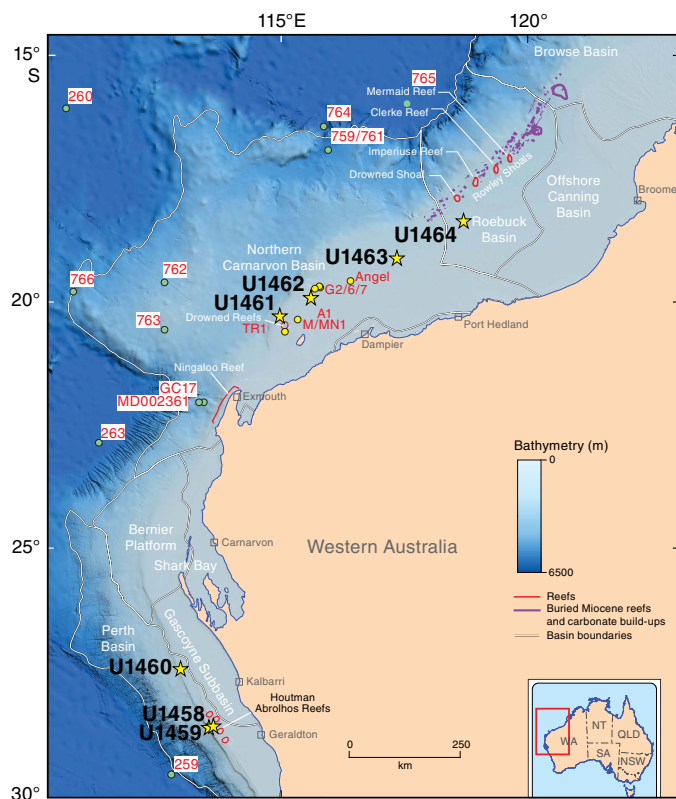 115°E
120°
15°
S
Browse Basin
765
Mermaid Reef
260
Clerke Reef
764
759/761
Imperiuse Reef
Drowned Shoal
Rowley Shoals
Offshore
Canning
Basin
Broome
Roebuck
Basin
U1464
Northern
Carnarvon Basin
U1463
762
Angel
766
U1462
G2/6/7
20°
U1461
A1
Drowned Reefs
M/MN1
763
TR1
Port Hedland
Dampier
Ningaloo Reef
GC17
MD002361
Exmouth
263
Bathymetry (m)
0
6500
Bernier
Platform
Carnarvon
Western Australia
25°
Shark Bay
Reefs
Buried Miocene reefs
and carbonate build-ups
Basin boundaries
Perth
Basin
Gascoyne Subbasin
U1460
Kalbarri
Houtman
Abrolhos Reefs
U1458
U1459
Geraldton
0
250
km
259
30°
WA
NT
QLD
SA
NSW